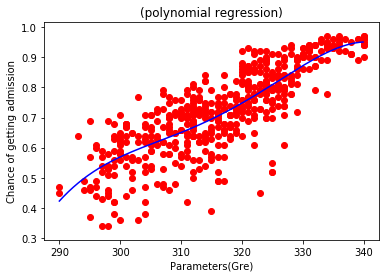 (polynomial regression)
1.0
0.9
0.8
0.7
0.6
0.5
0.4
0.3
Chance of getting admission
290 300 310 320 330 340
Parameters(Gre)